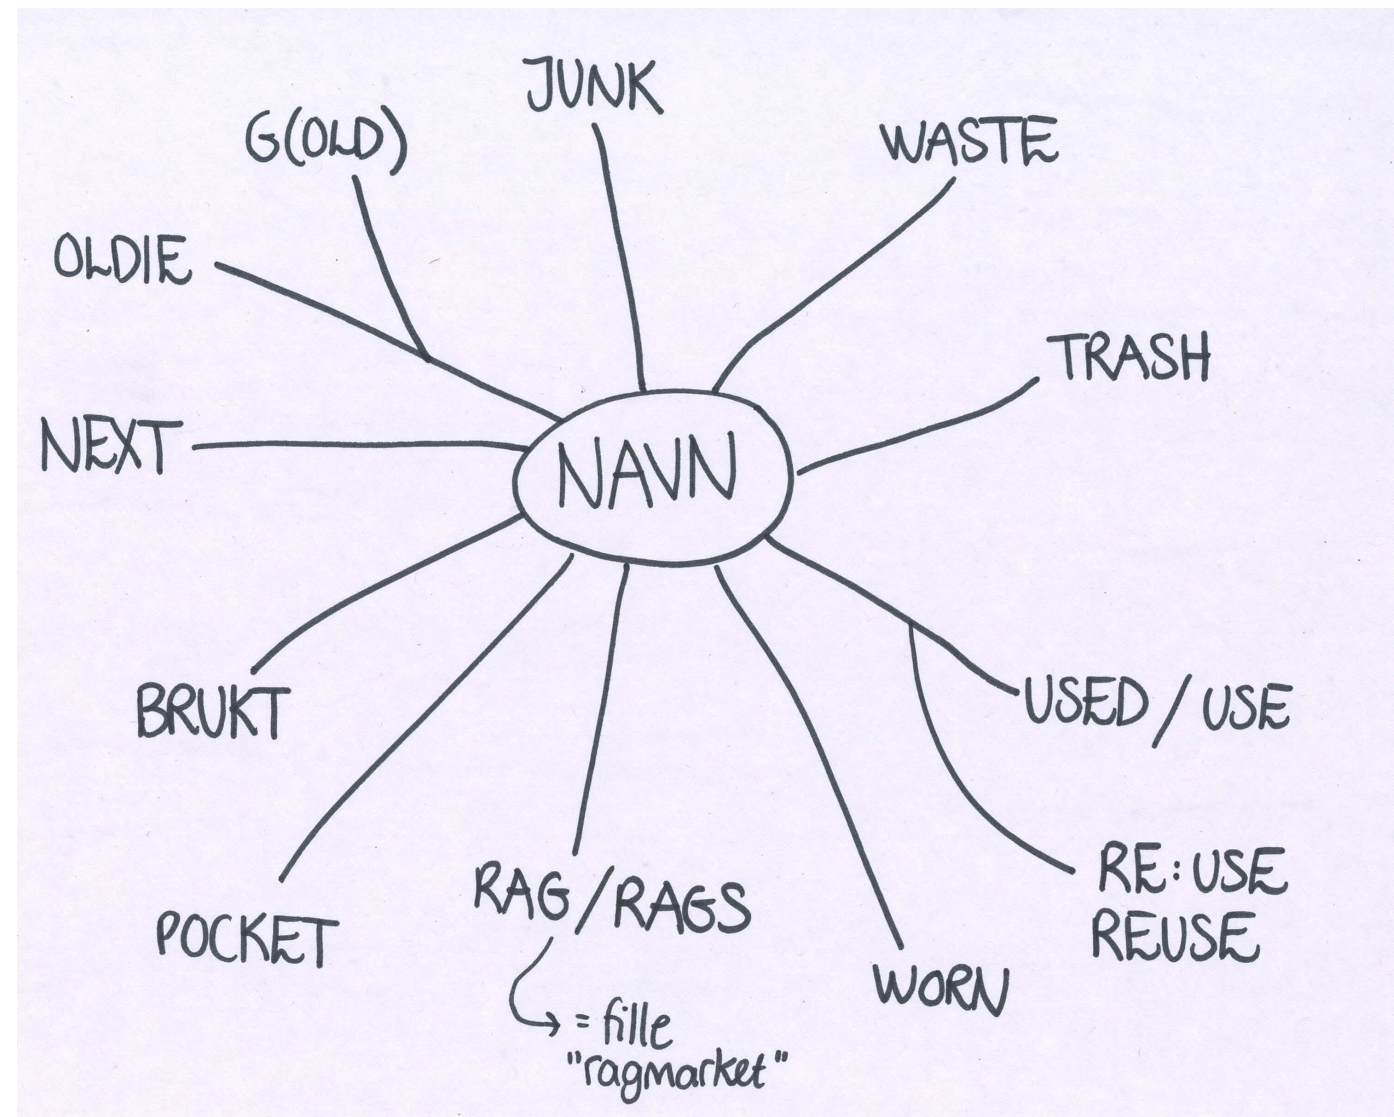 JUNK
G(OLD)
WASTE
OLDIE
TRASH
NEXT
NAVN
BRUKT
USED / USE
POCKET
RAG/RAGS
RE: USE
REUSE
WORN
= fille
"ragmarket"